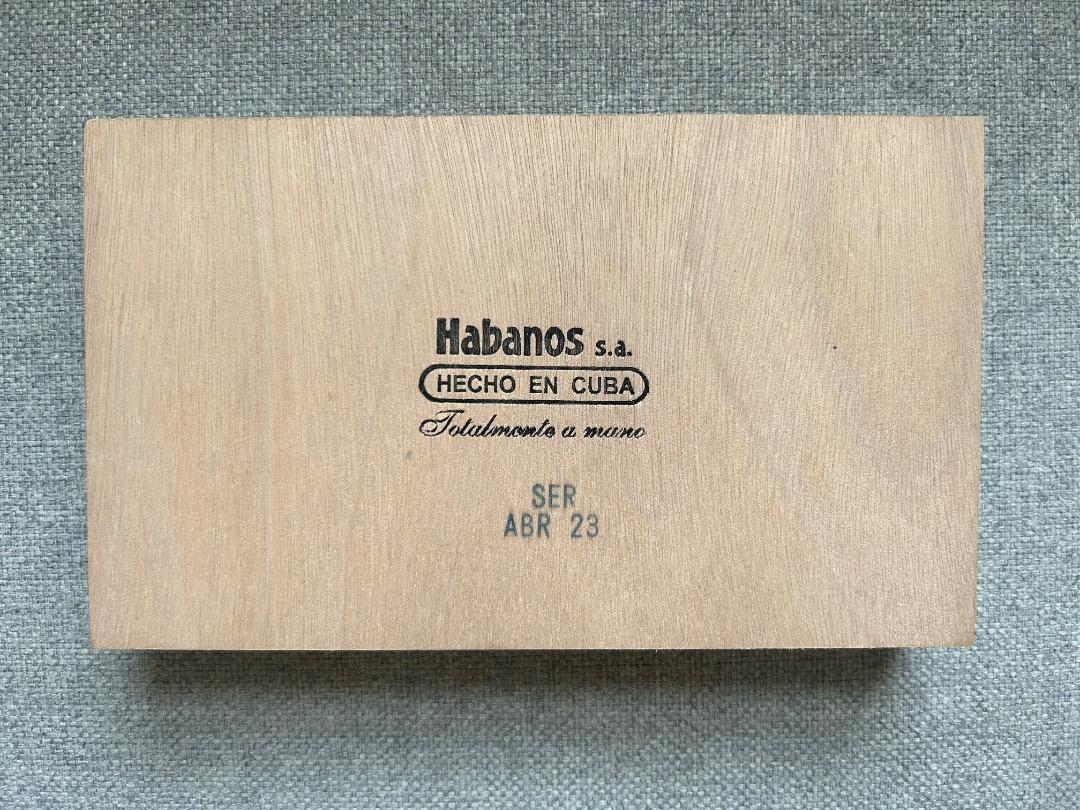 Habanos s.a.
HECHO EN CUBA
Totalmente a mano
SER
ABR 23